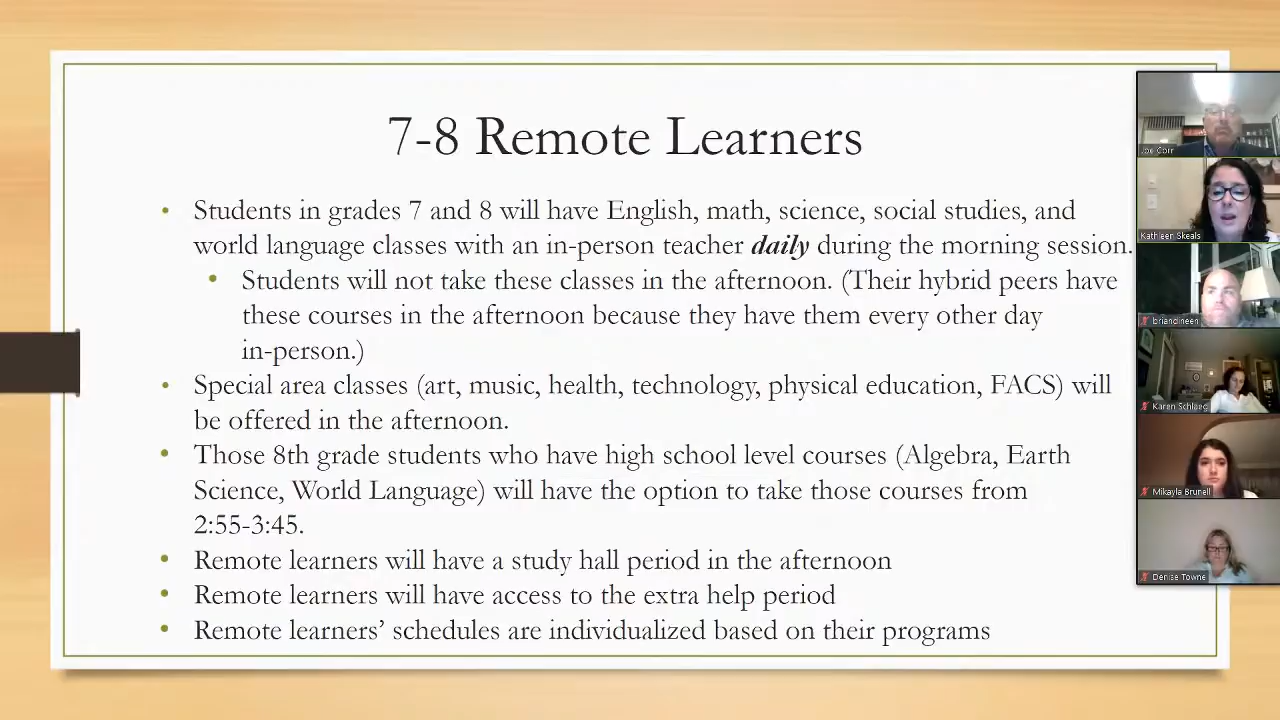 7-8 Remote Learners
• Students in grades 7 and 8 will have English, math, science, social studies, and
world language classes with an in-person teacher daily during the morning session.
• Students will not take these classes in the afternoon. (Their hybrid peers have
these courses in the afternoon because they have them every other day
in-person.)
• Special area classes (art, music, health, technology, physical education, FACS) will
be offered in the afternoon.
• Those 8th grade students who have high school level courses (Algebra, Earth
Science, World Language) will have the option to take those courses from
2:55-3:45.
• Remote learners will have a study hall period in the afternoon
• Remote learners will have access to the extra help period
• Remote learners’ schedules are individualized based on their programs
Joe Corr
Kathleen Skeals
briandineen
Karen Schlaeg
Mikayla Brunell
Denise Towne